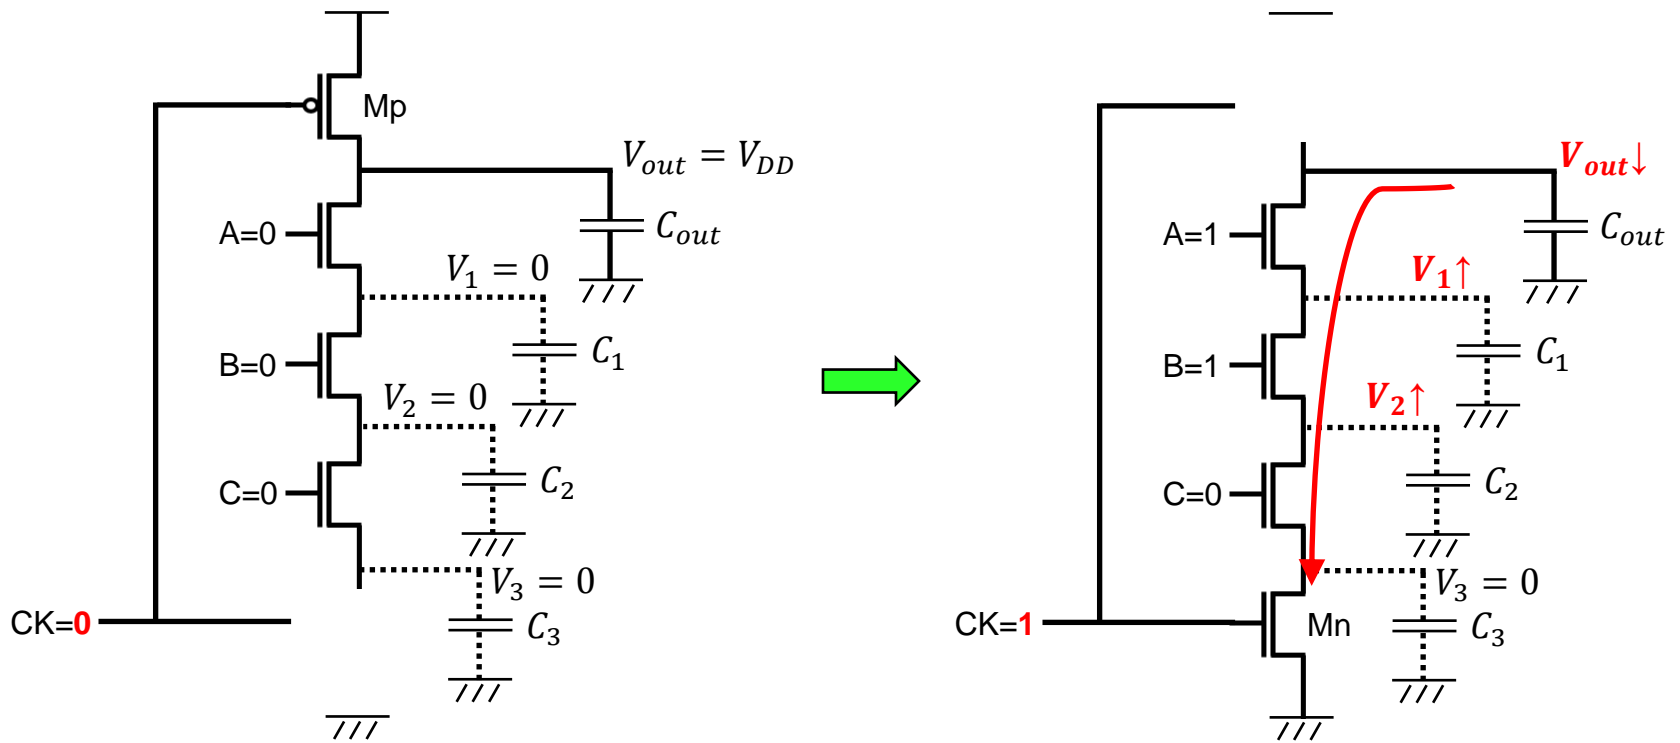 Mp
V_out = V_DD
A=0
C_out
V_1 = 0
B=0
C_1
V_2 = 0
C=0
C_2
V_3 = 0
CK=0
C_3
V_out↓
A=1
C_out
V_1↑
B=1
C_1
V_2↑
C=0
C_2
V_3 = 0
CK=1
Mn
C_3